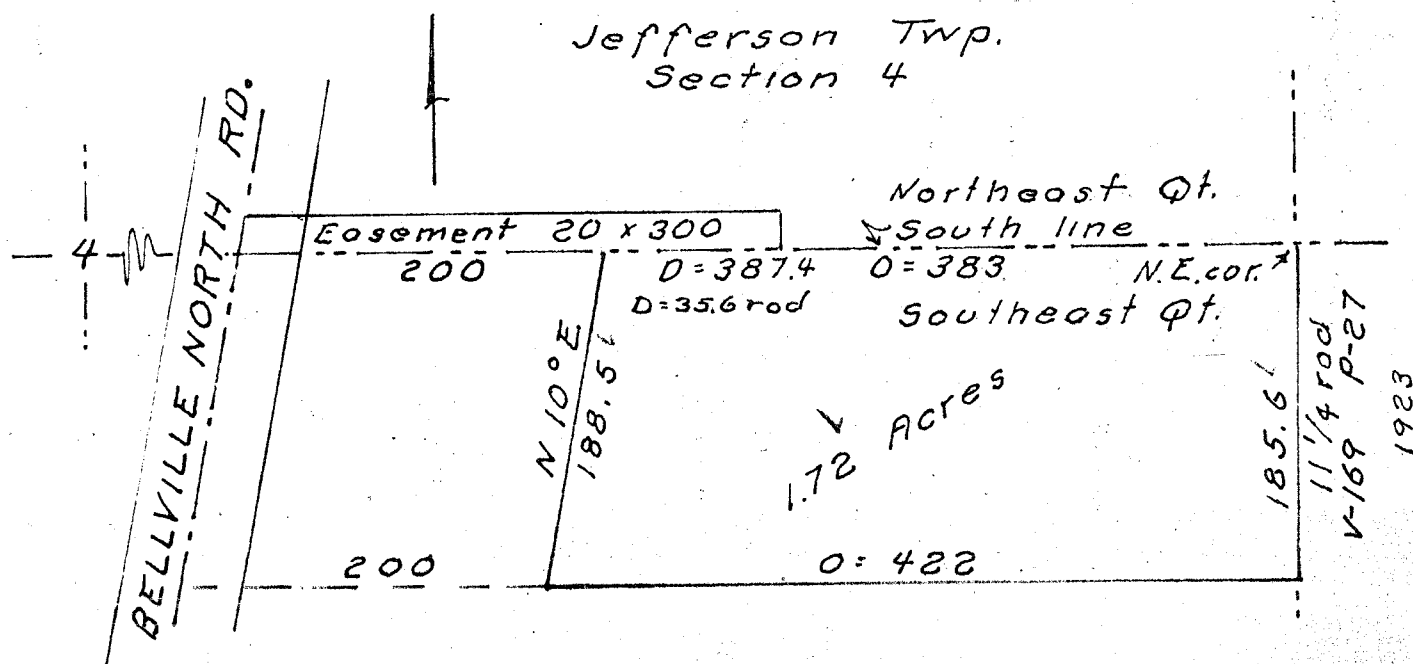 Jefferson Twp.
Section 4
BELLVILLE NORTH RD.
4
Northeast Qt.
South line
Easement 20 x 300
200
D = 387.4
O = 383
N.E. cor.
D = 35.6 rod
Southeast Qt.
N 10° E
188.5'
1.72 Acres
185.6'
11 1/4 rod
V-169 P-27
1923
200
O = 422